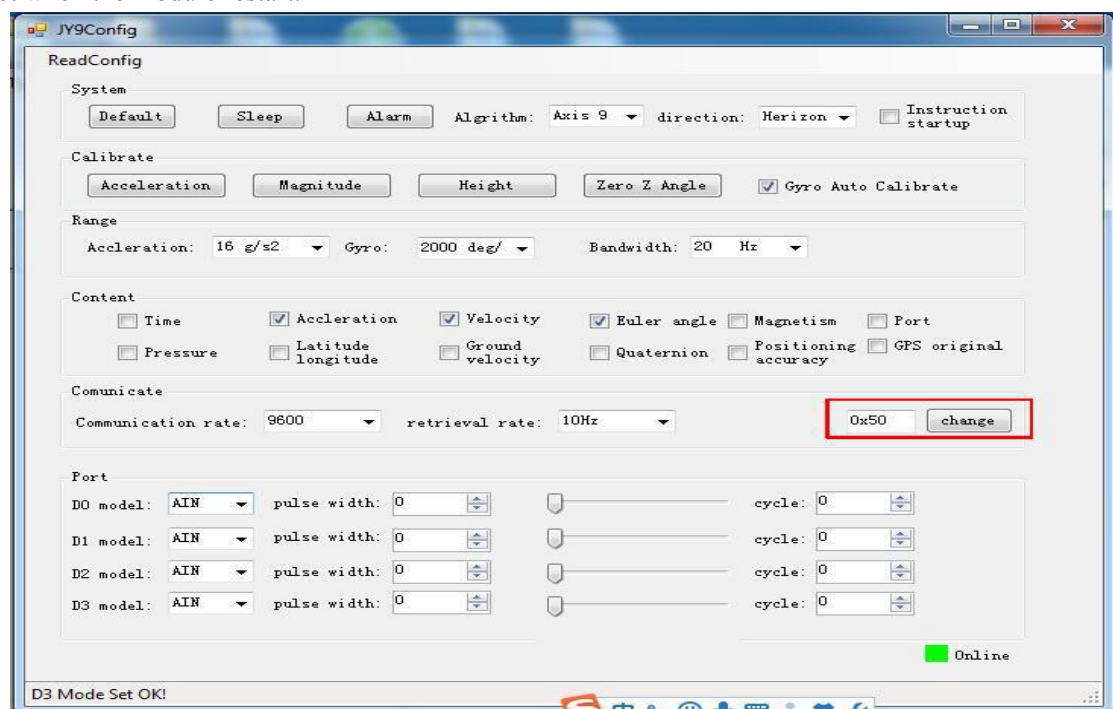 JY9Config
ReadConfig
System
Default Sleep Alarm Algrithm: Axis 9 direction: Herizon Instruction startup
Calibrate
Acceleration Magnitude Height Zero Z Angle Gyro Auto Calibrate
Range
Accleration: 16 g/s2 Gyro: 2000 deg/ Bandwidth: 20 Hz
Content
Time Accleration Velocity Euler angle Magnetism Port
Pressure Latitude longitude Ground velocity Quaternion Positioning accuracy GPS original
Comunicate
Communication rate: 9600 retrieval rate: 10Hz 0x50 change
Port
D0 model: AIN pulse width: 0 cycle: 0
D1 model: AIN pulse width: 0 cycle: 0
D2 model: AIN pulse width: 0 cycle: 0
D3 model: AIN pulse width: 0 cycle: 0
Online
D3 Mode Set OK!